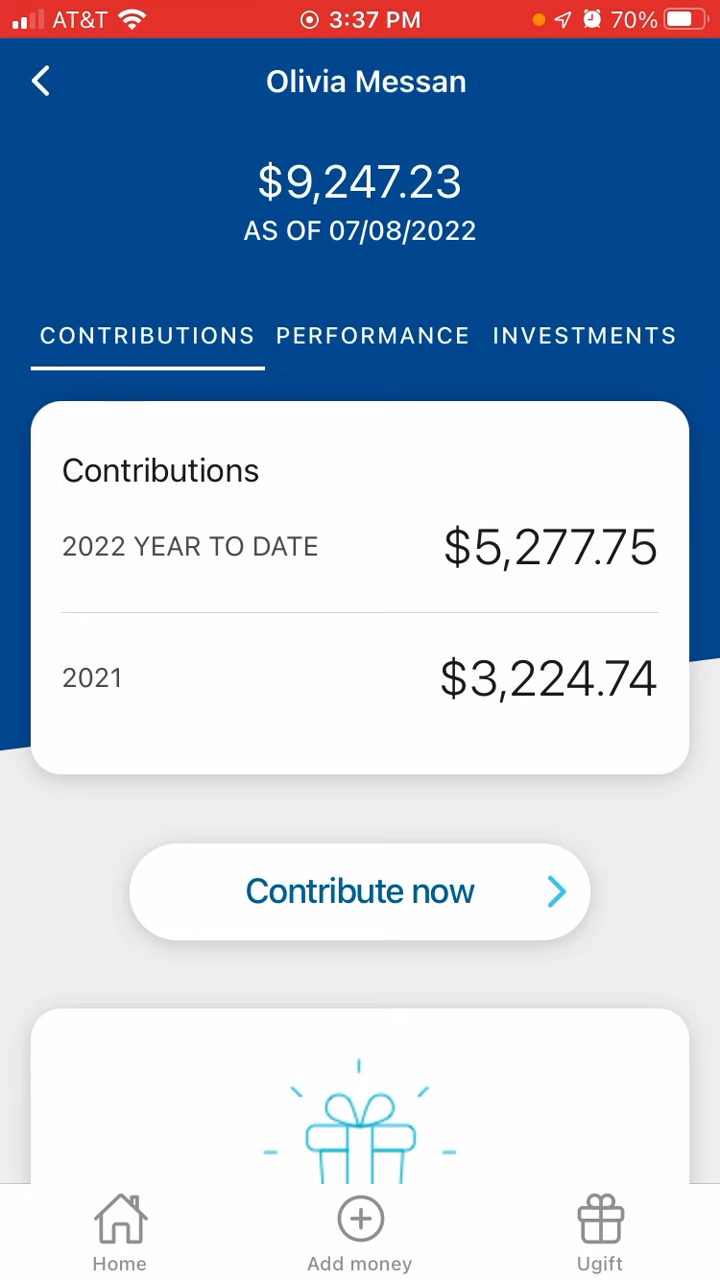 AT&T 3:37 PM 70%
Olivia Messan
$9,247.23
AS OF 07/08/2022
CONTRIBUTIONS PERFORMANCE INVESTMENTS
Contributions
2022 YEAR TO DATE $5,277.75
2021 $3,224.74
Contribute now
Home Add money Ugift